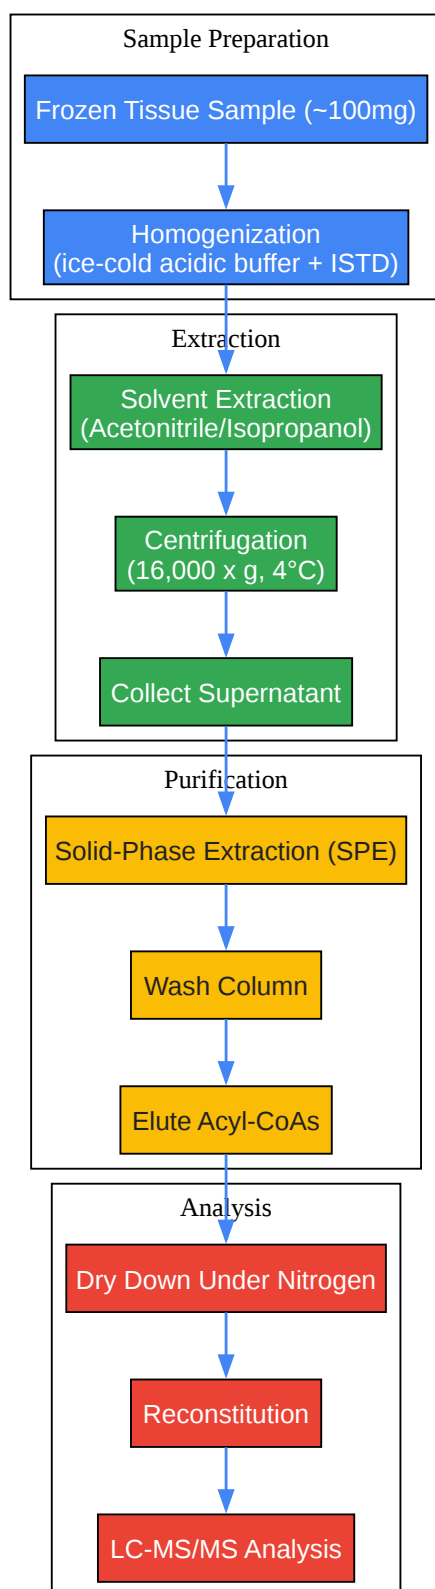 Sample Preparation
Frozen Tissue Sample (~100mg)
Homogenization
(ice-cold acidic buffer + ISTD)
Extraction
Solvent Extraction
(Acetonitrile/Isopropanol)
Centrifugation
(16,000 x g, 4°C)
Collect Supernatant
Purification
Solid-Phase Extraction (SPE)
Wash Column
Elute Acyl-CoAs
Analysis
Dry Down Under Nitrogen
Reconstitution
LC-MS/MS Analysis